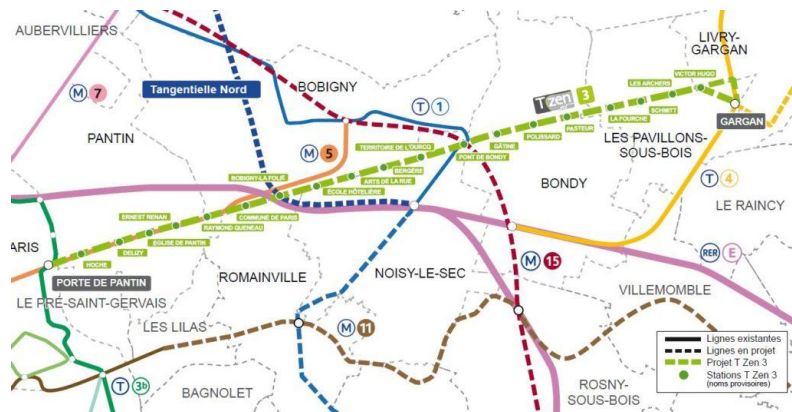 AUBERVILLIERS
M 7
Tangentielle Nord
BOBIGNY
T 1
T zen 3
LIVRY-
GARGAN
VICTOR HUGO
LES ARCHERS
SCHMITT
LA FOURCHE
PASTEUR
POLISSARD
GÂTINE
GARGAN
PANTIN
M 5
TERRITOIRE DE l'OURCQ
PONT DE BONDY
BERGÈRE
ARTS DE LA RUE
ÉCOLE HÔTELIÈRE
BOBIGNY-LA FOLIE
LES PAVILLONS-
SOUS-BOIS
BONDY
T 4
LE RAINCY
ERNEST RENAN
COMMUNE DE PARIS
RAYMOND QUENEAU
ÉGLISE DE PANTIN
DELIZY
HOCHE
ARIS
PORTE DE PANTIN
LE PRÉ-SAINT-GERVAIS
ROMAINVILLE
NOISY-LE-SEC
M 15
RER E
VILLEMOMBLE
LES LILAS
M 11
T 3b
BAGNOLET
ROSNY-
SOUS-BOIS
Lignes existantes
Lignes en projet
Projet T Zen 3
Stations T Zen 3
(noms provisoires)